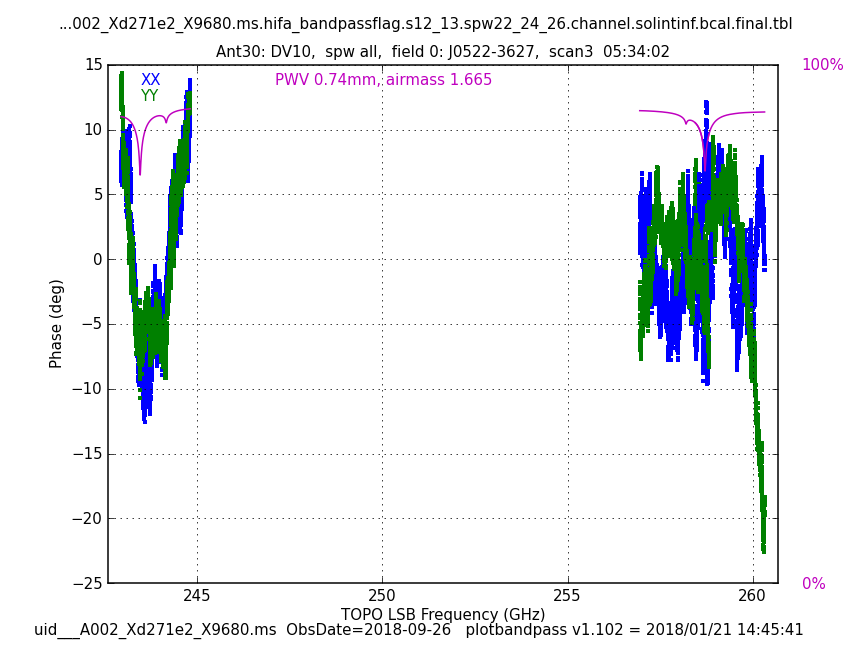 ...002_Xd271e2_X9680.ms.hifa_bandpassflag.s12_13.spw22_24_26.channel.solintinf.bcal.final.tbl
Ant30: DV10,  spw all,  field 0: J0522-3627,  scan3  05:34:02
15
100%
XX
PWV 0.74mm, airmass 1.665
YY
10
5
0
−5
−10
−15
−20
−25
0%
Phase (deg)
245
250
255
260
TOPO LSB Frequency (GHz)
uid___A002_Xd271e2_X9680.ms  ObsDate=2018-09-26   plotbandpass v1.102 = 2018/01/21 14:45:41